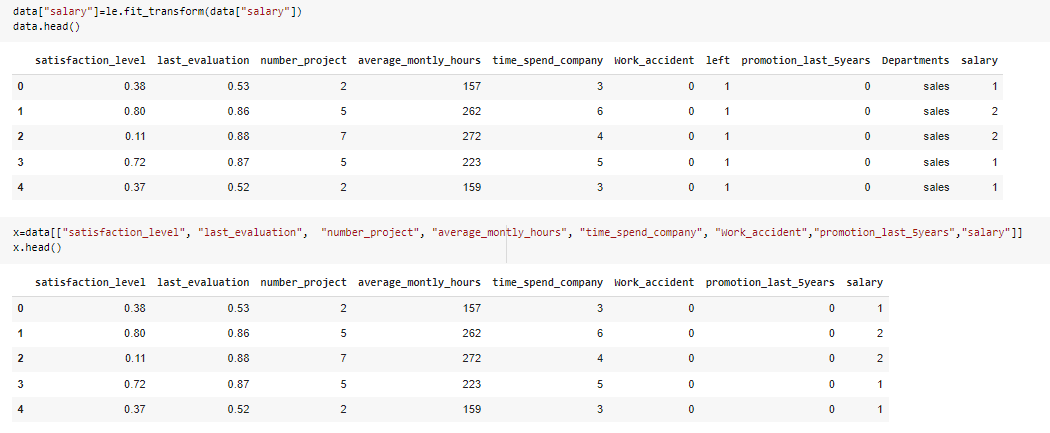 data["salary"]=le.fit_transform(data["salary"])
data.head()
satisfaction_level last_evaluation number_project average_montly_hours time_spend_company Work_accident left promotion_last_5years Departments salary
0 0.38 0.53 2 157 3 0 1 0 sales 1
1 0.80 0.86 5 262 6 0 1 0 sales 2
2 0.11 0.88 7 272 4 0 1 0 sales 2
3 0.72 0.87 5 223 5 0 1 0 sales 1
4 0.37 0.52 2 159 3 0 1 0 sales 1
x=data[["satisfaction_level", "last_evaluation",  "number_project", "average_montly_hours", "time_spend_company", "Work_accident","promotion_last_5years","salary"]]
x.head()
satisfaction_level last_evaluation number_project average_montly_hours time_spend_company Work_accident promotion_last_5years salary
0 0.38 0.53 2 157 3 0 0 1
1 0.80 0.86 5 262 6 0 0 2
2 0.11 0.88 7 272 4 0 0 2
3 0.72 0.87 5 223 5 0 0 1
4 0.37 0.52 2 159 3 0 0 1